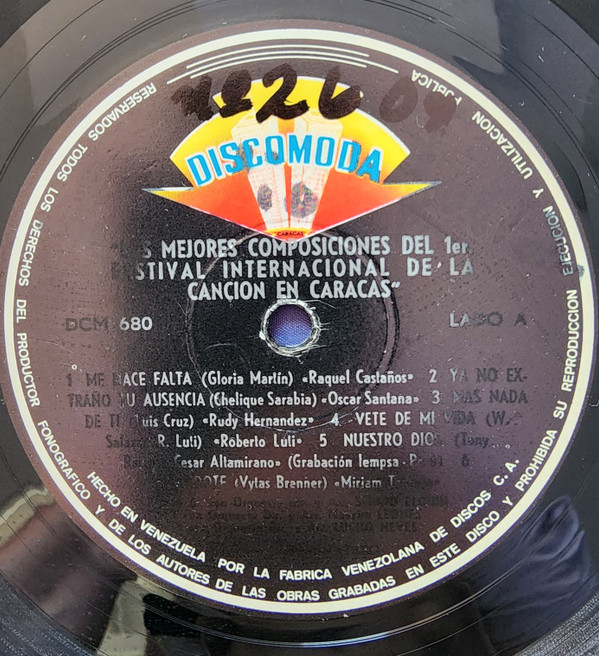 RESERVADOS TODOS LOS DERECHOS DEL PRODUCTOR FONOGRAFICO Y DE LOS AUTORES DE LAS OBRAS GRABADAS EN ESTE DISCO Y PROHIBIDA SU REPRODUCCION EJECUCION Y UTILIZACION PUBLICA
DISCOMODA
CARACAS
MEJORES COMPOSICIONES DEL 1er.
FESTIVAL INTERNACIONAL DE LA
CANCION EN CARACAS"
DCM 680
LADO A
1 ME HACE FALTA (Gloria Martín) «Raquel Castaños» 2 YA NO EX-
TRAÑO TU AUSENCIA (Chelique Sarabia) «Oscar Santana» 3 MAS NADA
DE TI (Luis Cruz) «Rudy Hernandez» 4 VETE DE MI VIDA (W.
R. Luti) «Roberto Luti» 5 NUESTRO DIOS (Tony
Cesar Altamirano» (Grabación Iempsa - 6
(Vytas Brenner) «Miriam
HECHO EN VENEZUELA POR LA FABRICA VENEZOLANA DE DISCOS C. A.